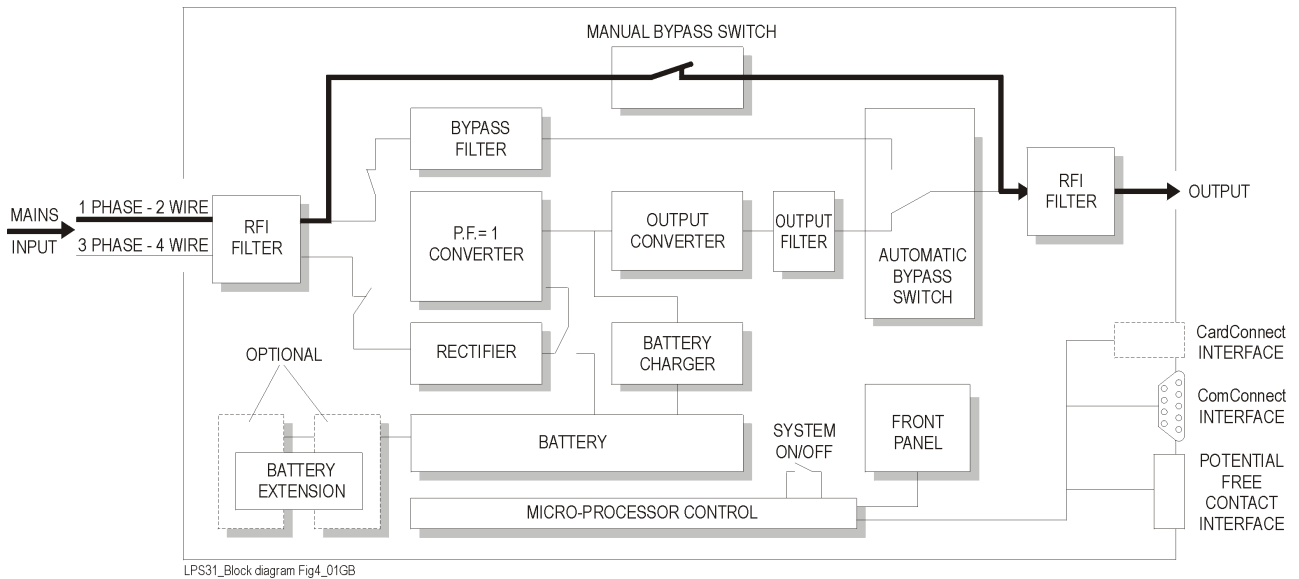 MANUAL BYPASS SWITCH
BYPASS
FILTER
1 PHASE - 2 WIRE
MAINS
INPUT
3 PHASE - 4 WIRE
RFI
FILTER
P.F.= 1
CONVERTER
OUTPUT
CONVERTER
OUTPUT
FILTER
AUTOMATIC
BYPASS
SWITCH
RFI
FILTER
OUTPUT
RECTIFIER
BATTERY
CHARGER
CardConnect
INTERFACE
OPTIONAL
ComConnect
INTERFACE
BATTERY
SYSTEM
ON/OFF
FRONT
PANEL
BATTERY
EXTENSION
POTENTIAL
FREE
CONTACT
INTERFACE
MICRO-PROCESSOR CONTROL
LPS31_Block diagram Fig4_01GB